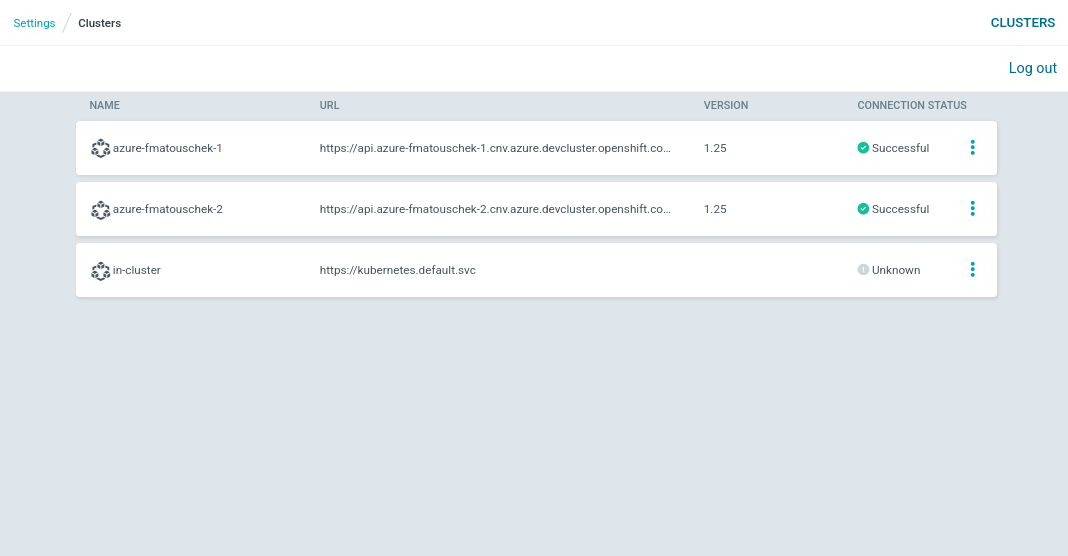 Settings / Clusters CLUSTERS
Log out
NAME URL VERSION CONNECTION STATUS
azure-fmatouschek-1 https://api.azure-fmatouschek-1.cnv.azure.devcluster.openshift.co... 1.25 Successful
azure-fmatouschek-2 https://api.azure-fmatouschek-2.cnv.azure.devcluster.openshift.co... 1.25 Successful
in-cluster https://kubernetes.default.svc Unknown